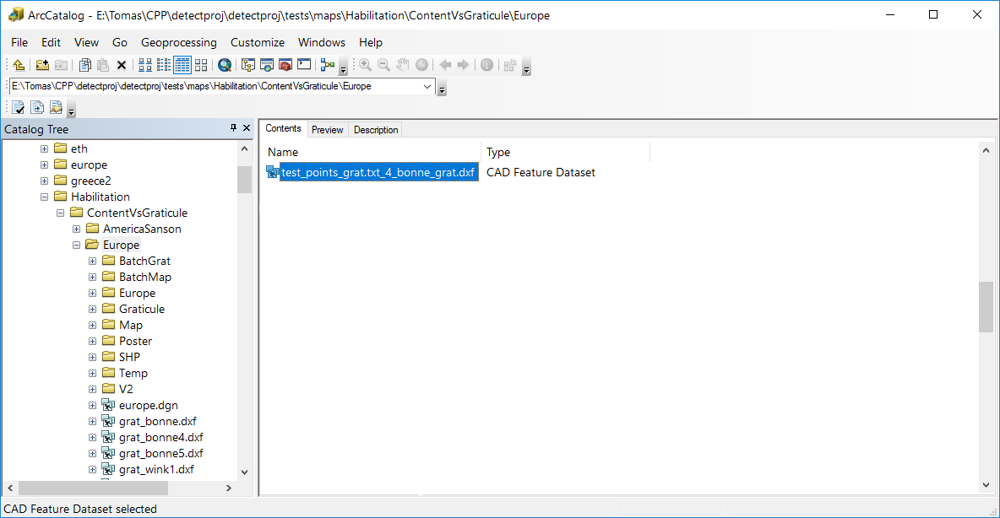 ArcCatalog - E:\Tomas\CPP\detectproj\detectproj\tests\maps\Habilitation\ContentVsGraticule\Europe
File Edit View Go Geoprocessing Customize Windows Help
E:\Tomas\CPP\detectproj\detectproj\tests\maps\Habilitation\ContentVsGraticule\Europe
Catalog Tree
eth
europe
greece2
Habilitation
ContentVsGraticule
AmericaSanson
Europe
BatchGrat
BatchMap
Europe
Graticule
Map
Poster
SHP
Temp
V2
europe.dgn
grat_bonne.dxf
grat_bonne4.dxf
grat_bonne5.dxf
grat_wink1.dxf
Contents Preview Description
Name Type
test_points_grat.txt_4_bonne_grat.dxf CAD Feature Dataset
CAD Feature Dataset selected